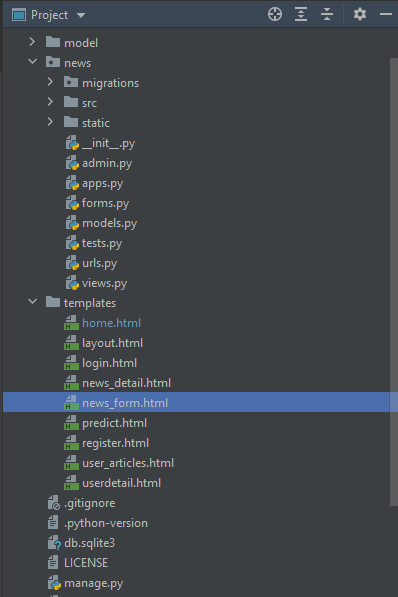 Project
model
news
migrations
src
static
__init__.py
admin.py
apps.py
forms.py
models.py
tests.py
urls.py
views.py
templates
home.html
layout.html
login.html
news_detail.html
news_form.html
predict.html
register.html
user_articles.html
userdetail.html
.gitignore
.python-version
db.sqlite3
LICENSE
manage.py